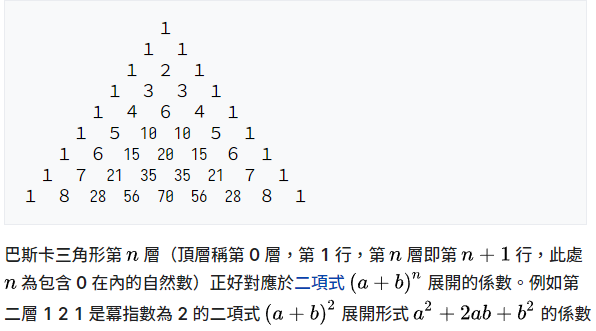 1
1 1
1 2 1
1 3 3 1
1 4 6 4 1
1 5 10 10 5 1
1 6 15 20 15 6 1
1 7 21 35 35 21 7 1
1 8 28 56 70 56 28 8 1
巴斯卡三角形第 n 層（頂層稱第 0 層，第 1 行，第 n 層即第 n + 1 行，此處
n 為包含 0 在內的自然數）正好對應於二項式 (a + b)ⁿ 展開的係數。例如第
二層 1 2 1 是冪指數為 2 的二項式 (a + b)² 展開形式 a² + 2ab + b² 的係數